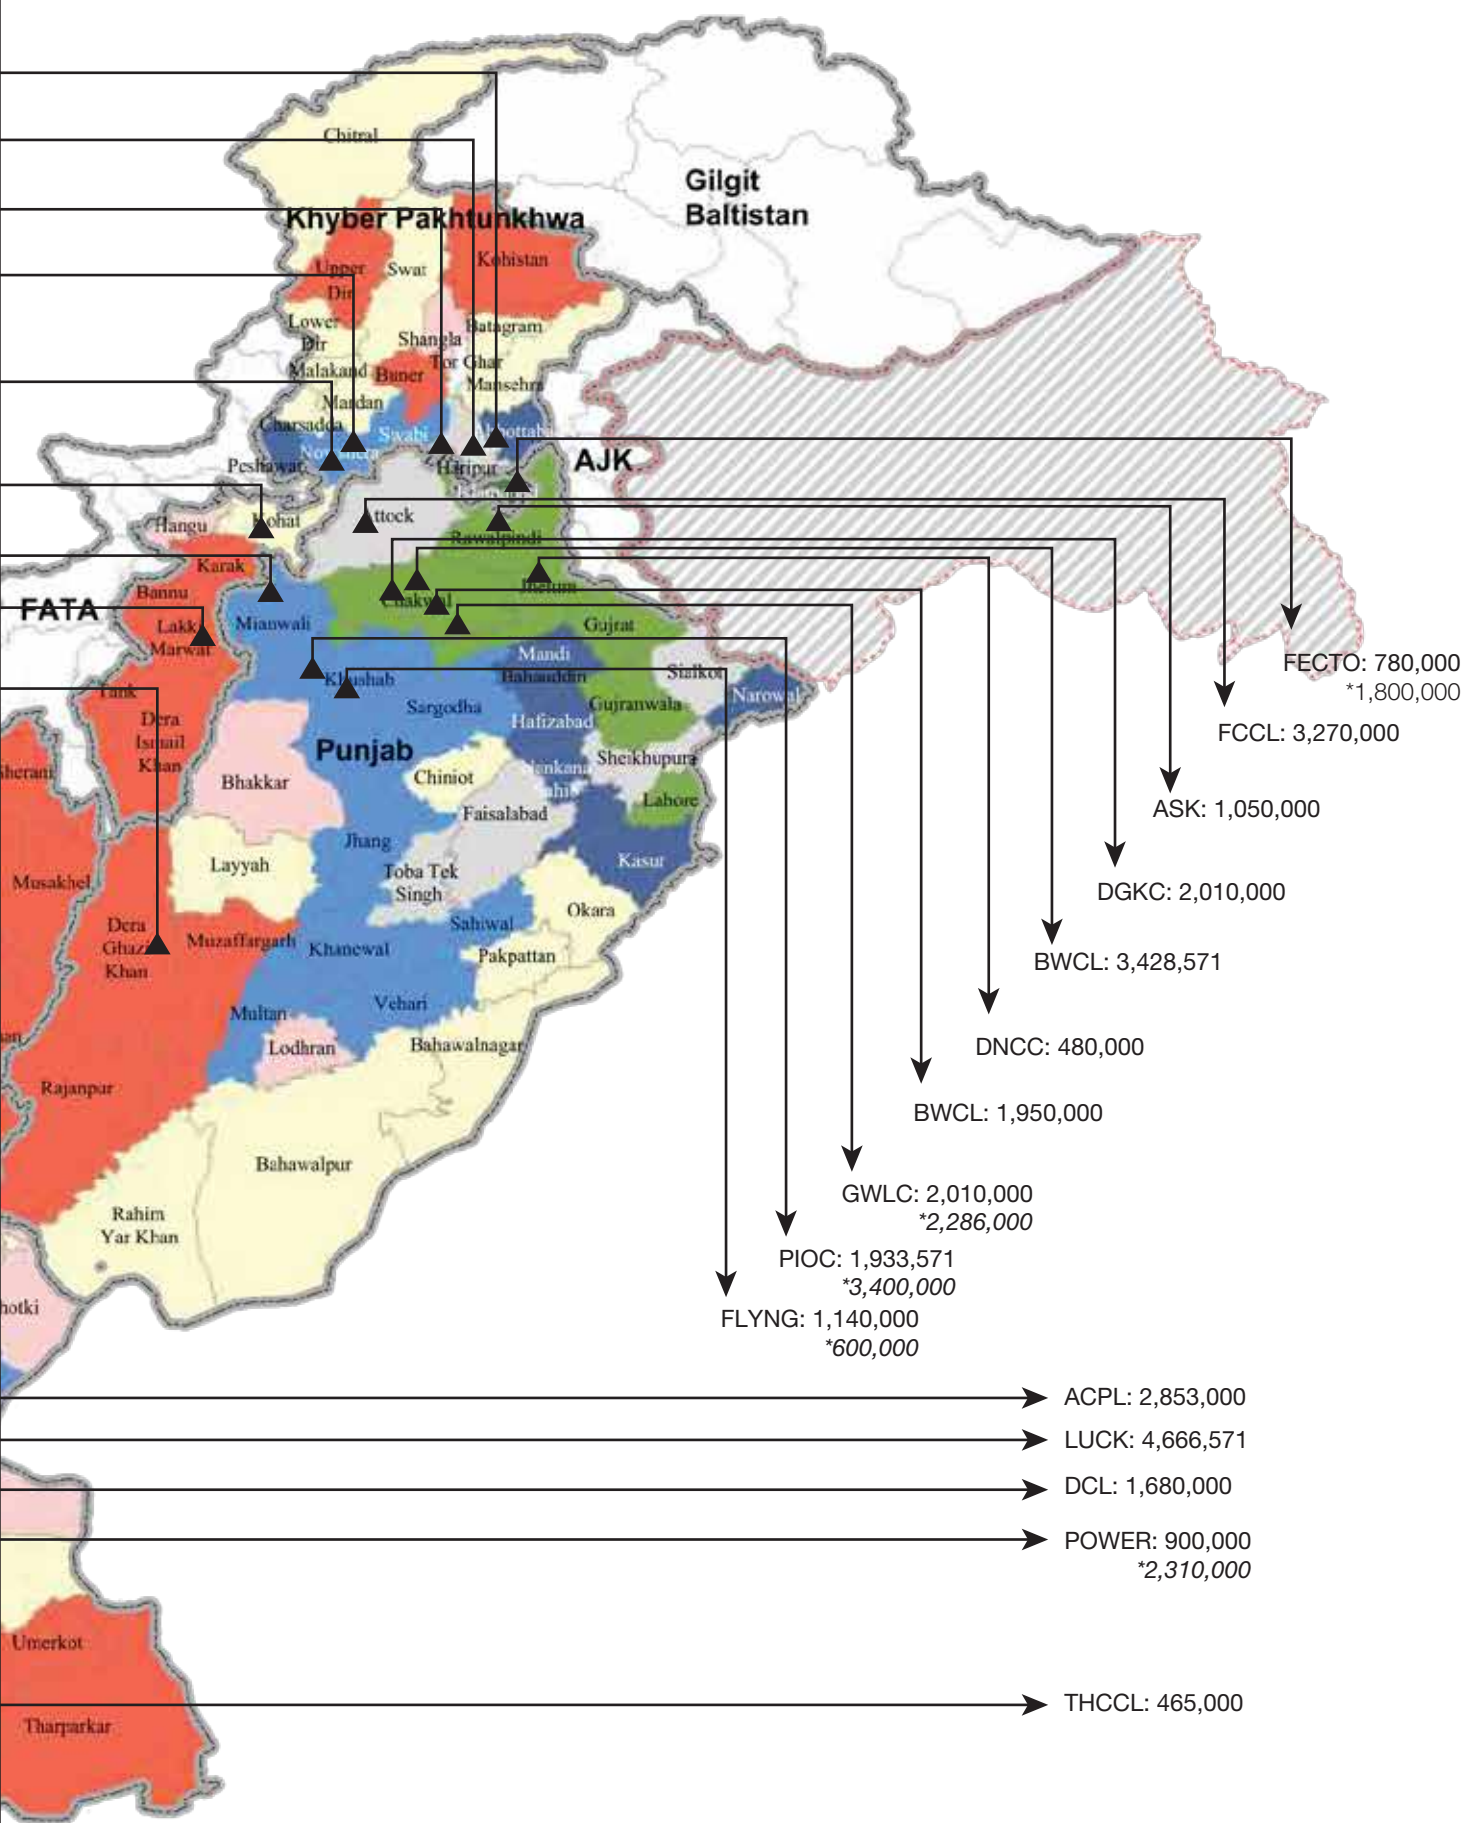 Chitral
Gilgit
Baltistan
Khyber Pakhtunkhwa
Kohistan
Upper
Dir
Swat
Lower
Dir
Shangla
Batagram
Tor Ghar
Malakand
Buner
Mansehra
Mardan
Charsadda
Swabi
Peshawar
Haripur
AJK
Hangu
Kohat
Attock
Rawalpindi
Karak
Bannu
Jhelum
Chakwal
FATA
Lakki
Marwat
Mianwali
Gujrat
Mandi
Bahauddin
Sialkot
Khushab
Narowal
Tank
Sargodha
Gujranwala
Hafizabad
Dera
Ismail
Khan
Punjab
Sheikhupura
Chiniot
Bhakkar
Lahore
Faisalabad
Jhang
Layyah
Kasur
Toba Tek
Singh
Musakhel
Okara
Sahiwal
Dera
Ghazi
Khan
Muzaffargarh
Khanewal
Pakpattan
Vehari
Multan
Lodhran
Bahawalnagar
Rajanpur
Bahawalpur
Rahim
Yar Khan
hotki
Umerkot
Tharparkar
FECTO: 780,000
*1,800,000
FCCL: 3,270,000
ASK: 1,050,000
DGKC: 2,010,000
BWCL: 3,428,571
DNCC: 480,000
BWCL: 1,950,000
GWLC: 2,010,000
*2,286,000
PIOC: 1,933,571
*3,400,000
FLYNG: 1,140,000
*600,000
ACPL: 2,853,000
LUCK: 4,666,571
DCL: 1,680,000
POWER: 900,000
*2,310,000
THCCL: 465,000